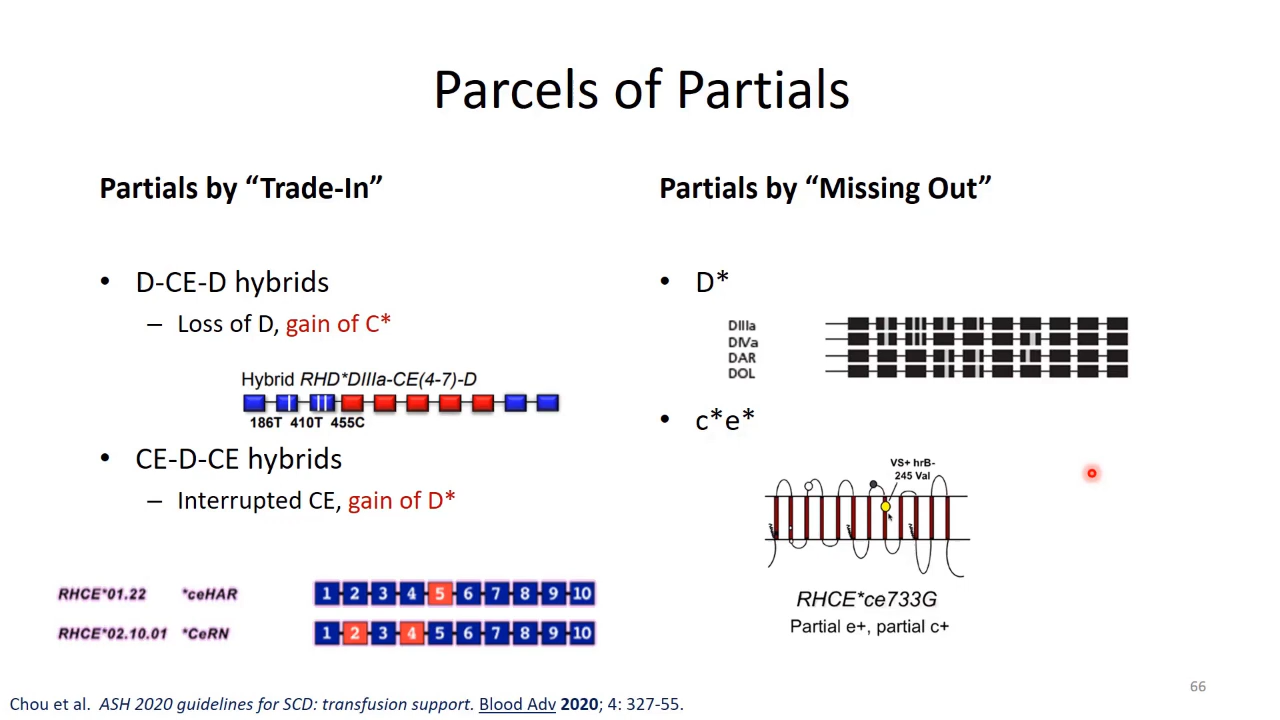 Parcels of Partials
Partials by “Trade-In”
• D-CE-D hybrids
– Loss of D, gain of C*
Hybrid RHD*DIIIa-CE(4-7)-D
186T 410T 455C
• CE-D-CE hybrids
– Interrupted CE, gain of D*
RHCE*01.22 *ceHAR 1 2 3 4 5 6 7 8 9 10
RHCE*02.10.01 *CeRN 1 2 3 4 5 6 7 8 9 10
Partials by “Missing Out”
• D*
DIIIa
DIVa
DAR
DOL
• c*e*
VS+ hrB-
245 Val
RHCE*ce733G
Partial e+, partial c+
66
Chou et al. ASH 2020 guidelines for SCD: transfusion support. Blood Adv 2020; 4: 327-55.